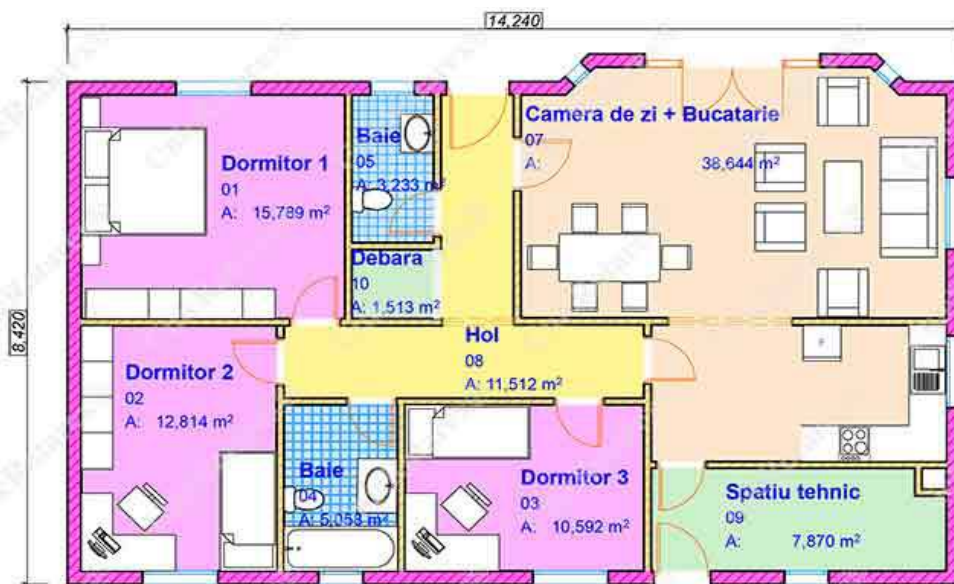 14,240
8,420
Dormitor 1
01
A: 15,789 m²
Baie
05
A: 3,233 m²
Debara
10
A: 1,513 m²
Camera de zi + Bucatarie
07
A: 38,644 m²
Hol
08
A: 11,512 m²
Dormitor 2
02
A: 12,814 m²
Baie
04
A: 5,053 m²
Dormitor 3
03
A: 10,592 m²
Spatiu tehnic
09
A: 7,870 m²